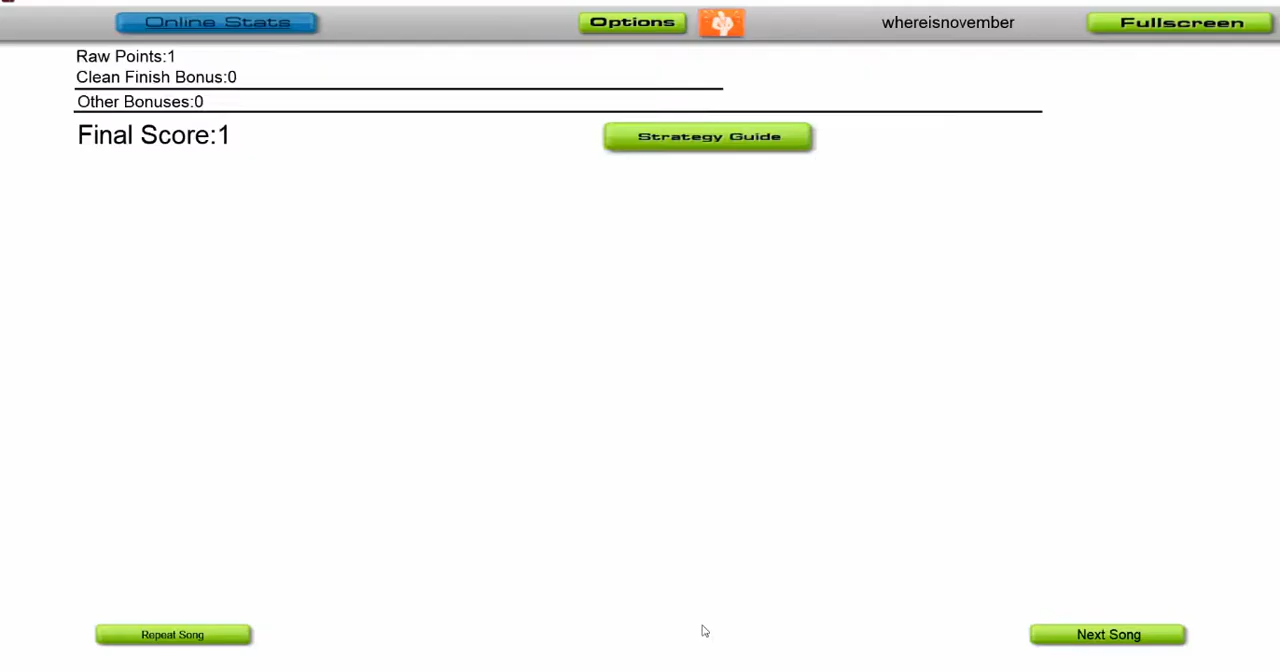 Online Stats
Options
whereisnovember
Fullscreen
Raw Points:1
Clean Finish Bonus:0
Other Bonuses:0
Final Score:1
Strategy Guide
Repeat Song
Next Song